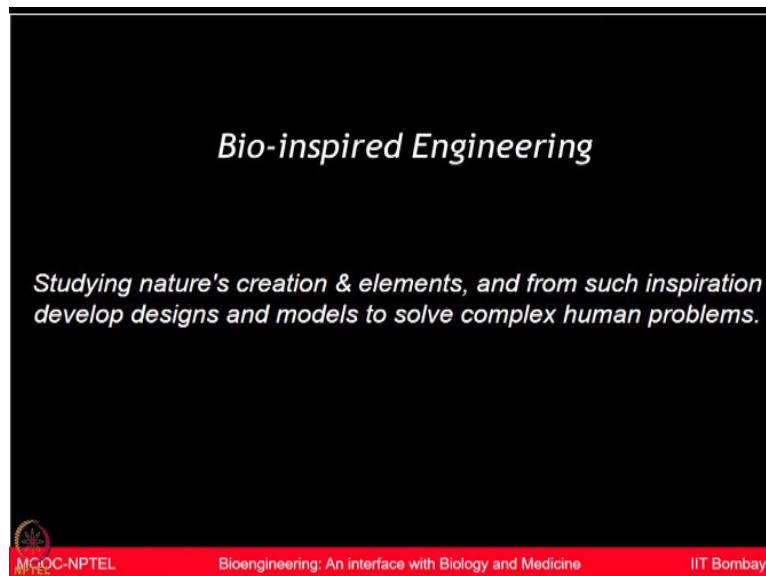 Bio-inspired Engineering
Studying nature's creation & elements, and from such inspiration
develop designs and models to solve complex human problems.
MOOC-NPTEL Bioengineering: An interface with Biology and Medicine IIT Bombay
NPTEL